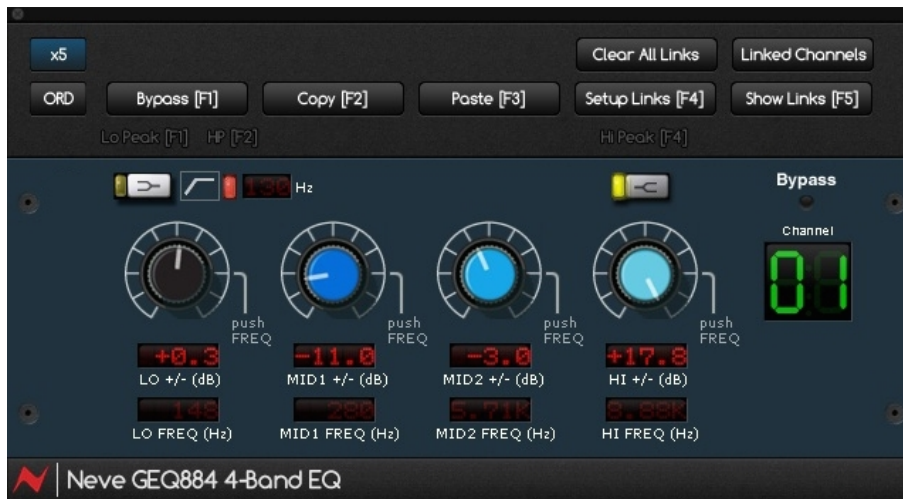 x5 Clear All Links Linked Channels
ORD Bypass [F1] Copy [F2] Paste [F3] Setup Links [F4] Show Links [F5]
Lo Peak [F1] HP [F2] Hi Peak [F4]
130 Hz Bypass
Channel
01
push push push push
FREQ FREQ FREQ FREQ
+0.3 -11.0 -3.0 +17.8
LO +/- (dB) MID1 +/- (dB) MID2 +/- (dB) HI +/- (dB)
148 280 5.71K 8.88K
LO FREQ (Hz) MID1 FREQ (Hz) MID2 FREQ (Hz) HI FREQ (Hz)
Neve GEQ884 4-Band EQ